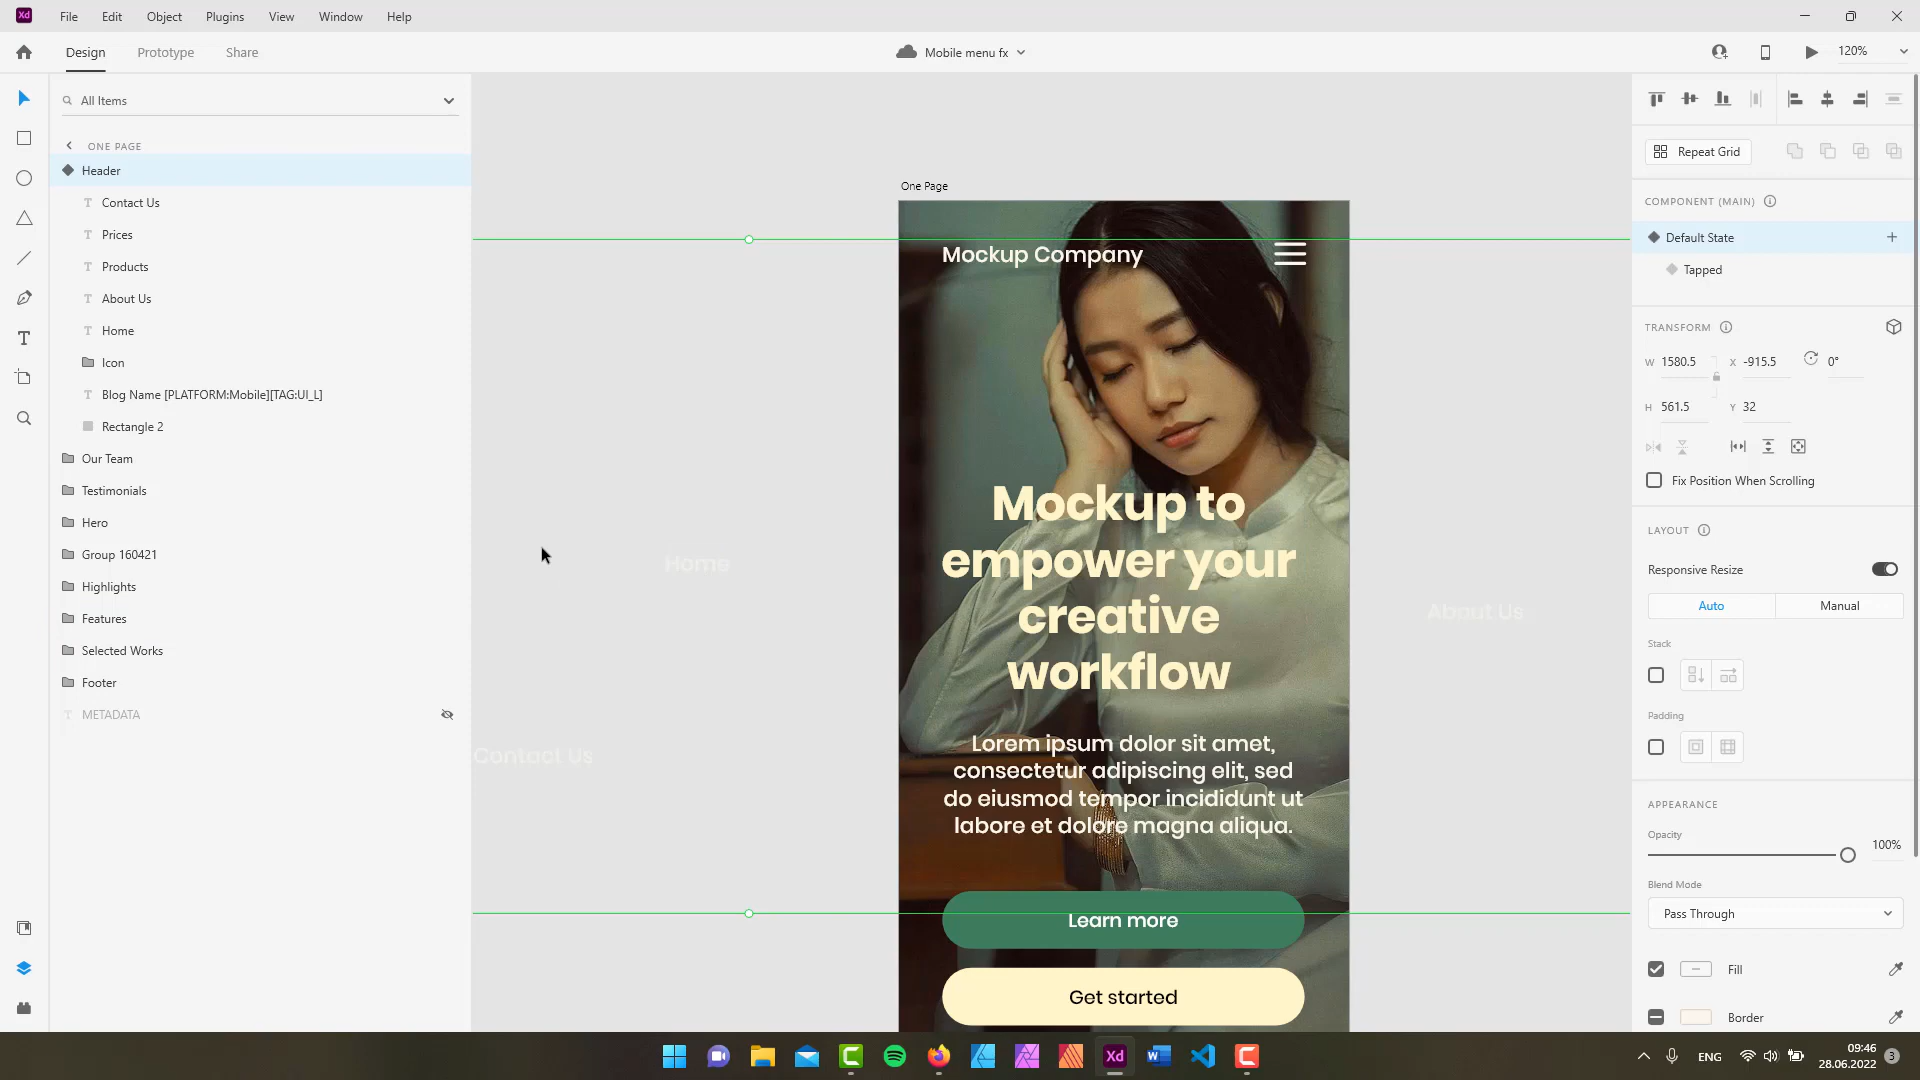 Xd
File Edit Object Plugins View Window Help
Design Prototype Share
Mobile menu fx
120%
All Items
ONE PAGE
Header
Contact Us
Prices
Products
About Us
Home
Icon
Blog Name [PLATFORM:Mobile][TAG:UI_L]
Rectangle 2
Our Team
Testimonials
Hero
Group 160421
Highlights
Features
Selected Works
Footer
METADATA
One Page
Mockup Company
Mockup to
empower your
creative
workflow
Lorem ipsum dolor sit amet,
consectetur adipiscing elit, sed
do eiusmod tempor incididunt ut
labore et dolore magna aliqua.
Learn more
Get started
Home
About Us
Contact Us
Repeat Grid
COMPONENT (MAIN)
Default State
Tapped
TRANSFORM
W 1580.5 X -915.5 0°
H 561.5 Y 32
Fix Position When Scrolling
LAYOUT
Responsive Resize
Auto Manual
Stack
Padding
APPEARANCE
Opacity
100%
Blend Mode
Pass Through
Fill
Border
Xd
ENG
09:46
28.06.2022
3